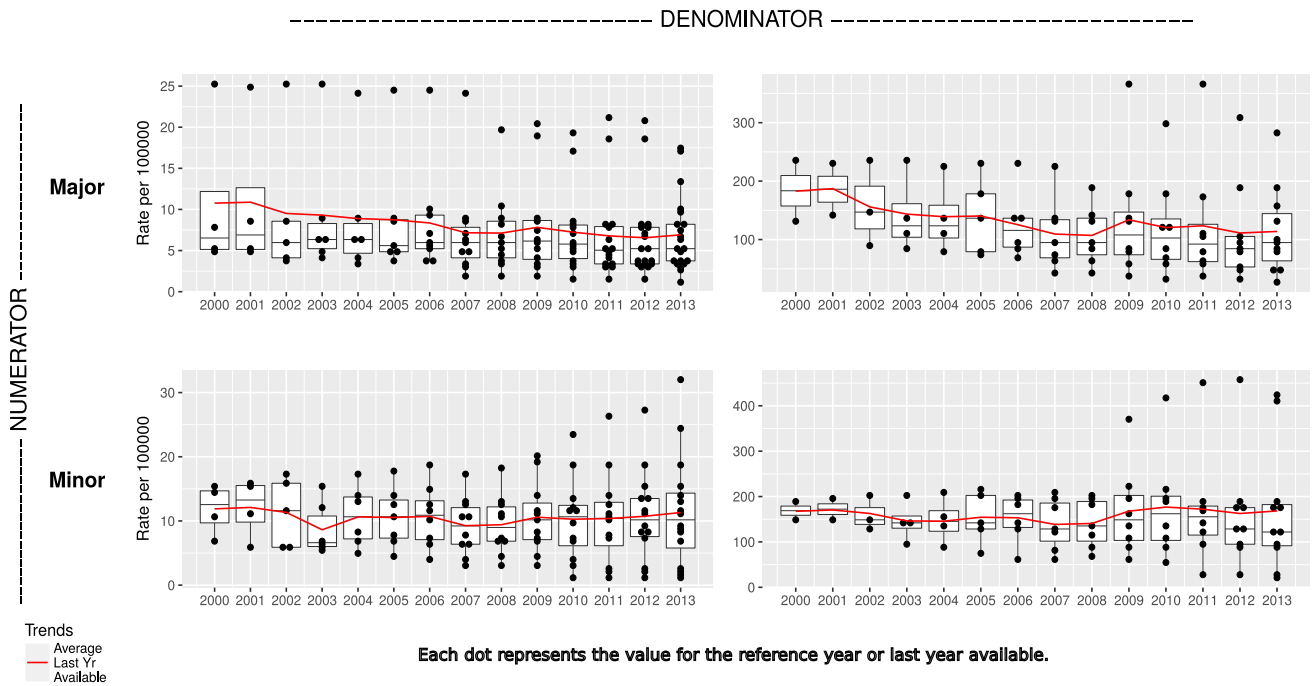 DENOMINATOR
NUMERATOR
Major
Rate per 100000
25
20
15
10
5
0
2000 2001 2002 2003 2004 2005 2006 2007 2008 2009 2010 2011 2012 2013
300
200
100
2000 2001 2002 2003 2004 2005 2006 2007 2008 2009 2010 2011 2012 2013
Minor
Rate per 100000
30
20
10
0
2000 2001 2002 2003 2004 2005 2006 2007 2008 2009 2010 2011 2012 2013
400
300
200
100
0
2000 2001 2002 2003 2004 2005 2006 2007 2008 2009 2010 2011 2012 2013
Trends
Average
Last Yr
Available
Each dot represents the value for the reference year or last year available.